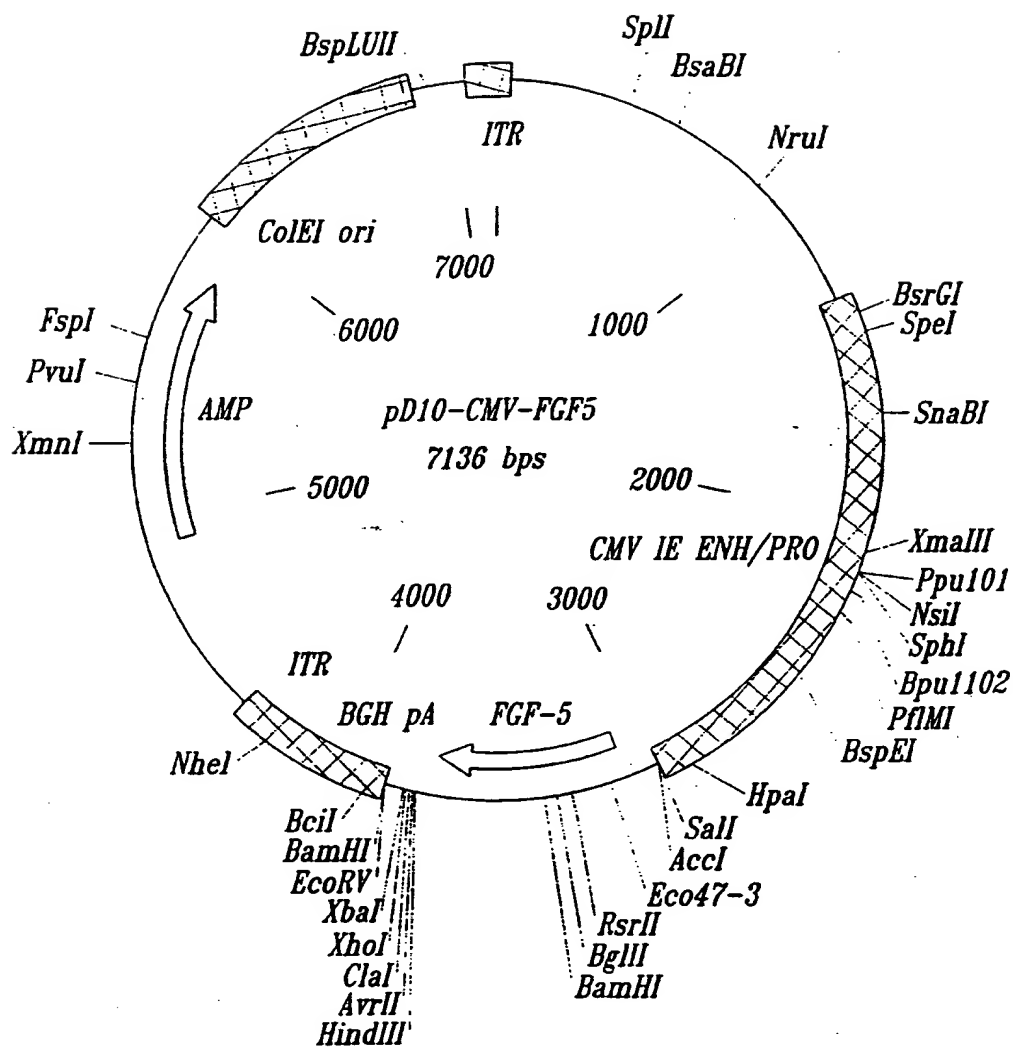 BspLUII
SplI
BsaBI
NruI
ITR
ColEI ori
7000
6000
1000
BsrGI
SpeI
FspI
PvuI
AMP
pD10-CMV-FGF5
SnaBI
XmnI
7136 bps
5000
2000
CMV IE ENH/PRO
XmaIII
Ppu101
NsiI
SphI
4000
3000
Bpu1102
ITR
PflMI
BGH pA
FGF-5
BspEI
NheI
HpaI
BciI
SalI
BamHI
AccI
EcoRV
Eco47-3
XbaI
RsrII
XhoI
BglII
ClaI
BamHI
AvrII
HindIII